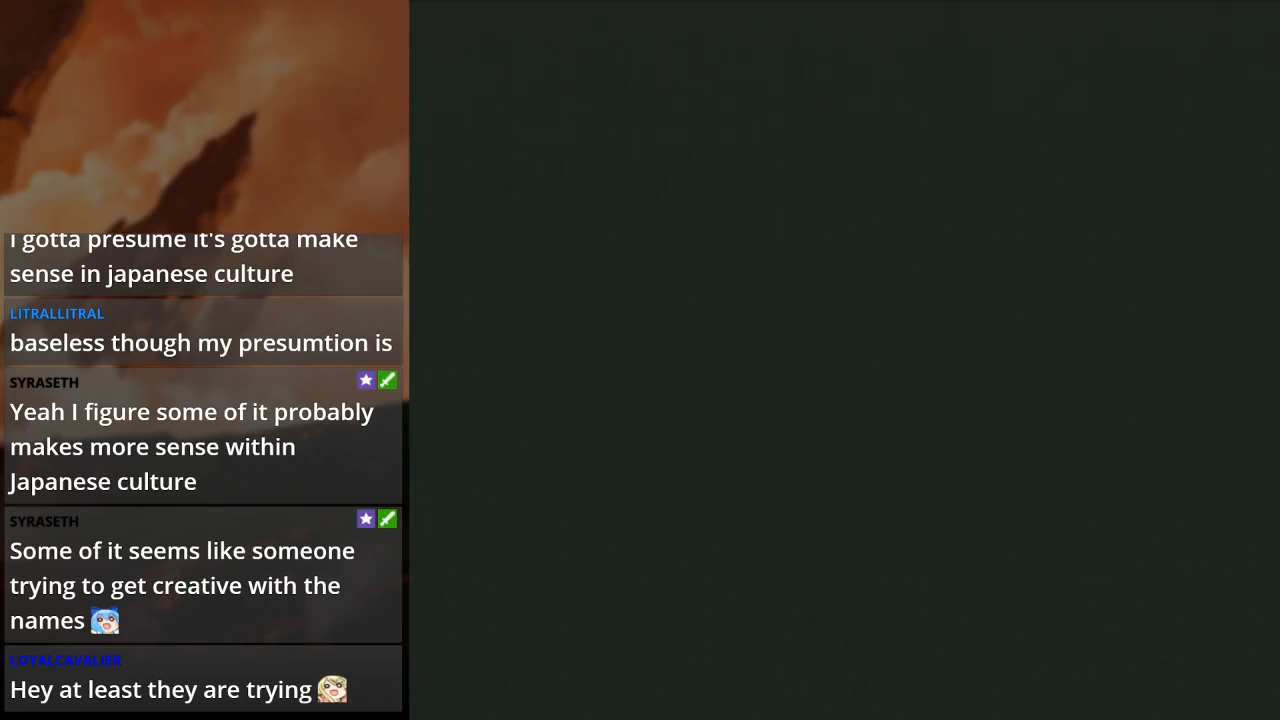 I gotta presume it's gotta make
sense in japanese culture
LITRALLITRAL
baseless though my presumtion is
SYRASETH
Yeah I figure some of it probably
makes more sense within
Japanese culture
SYRASETH
Some of it seems like someone
trying to get creative with the
names
LOYALCAVALIER
Hey at least they are trying